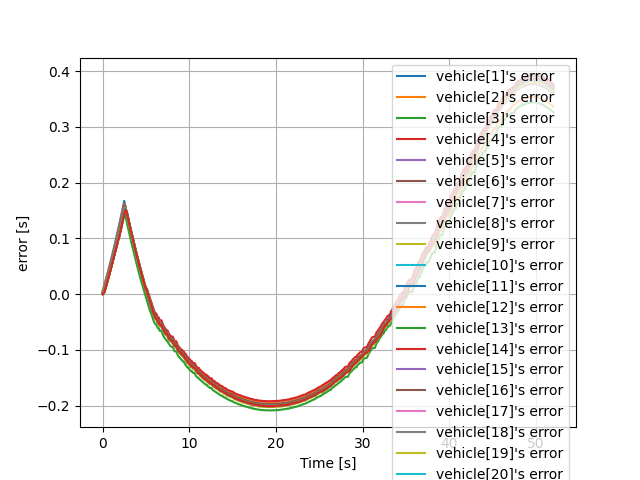 error [s]
0.4
0.3
0.2
0.1
0.0
−0.1
−0.2
0
10
20
30
40
50
Time [s]
vehicle[1]'s error
vehicle[2]'s error
vehicle[3]'s error
vehicle[4]'s error
vehicle[5]'s error
vehicle[6]'s error
vehicle[7]'s error
vehicle[8]'s error
vehicle[9]'s error
vehicle[10]'s error
vehicle[11]'s error
vehicle[12]'s error
vehicle[13]'s error
vehicle[14]'s error
vehicle[15]'s error
vehicle[16]'s error
vehicle[17]'s error
vehicle[18]'s error
vehicle[19]'s error
vehicle[20]'s error